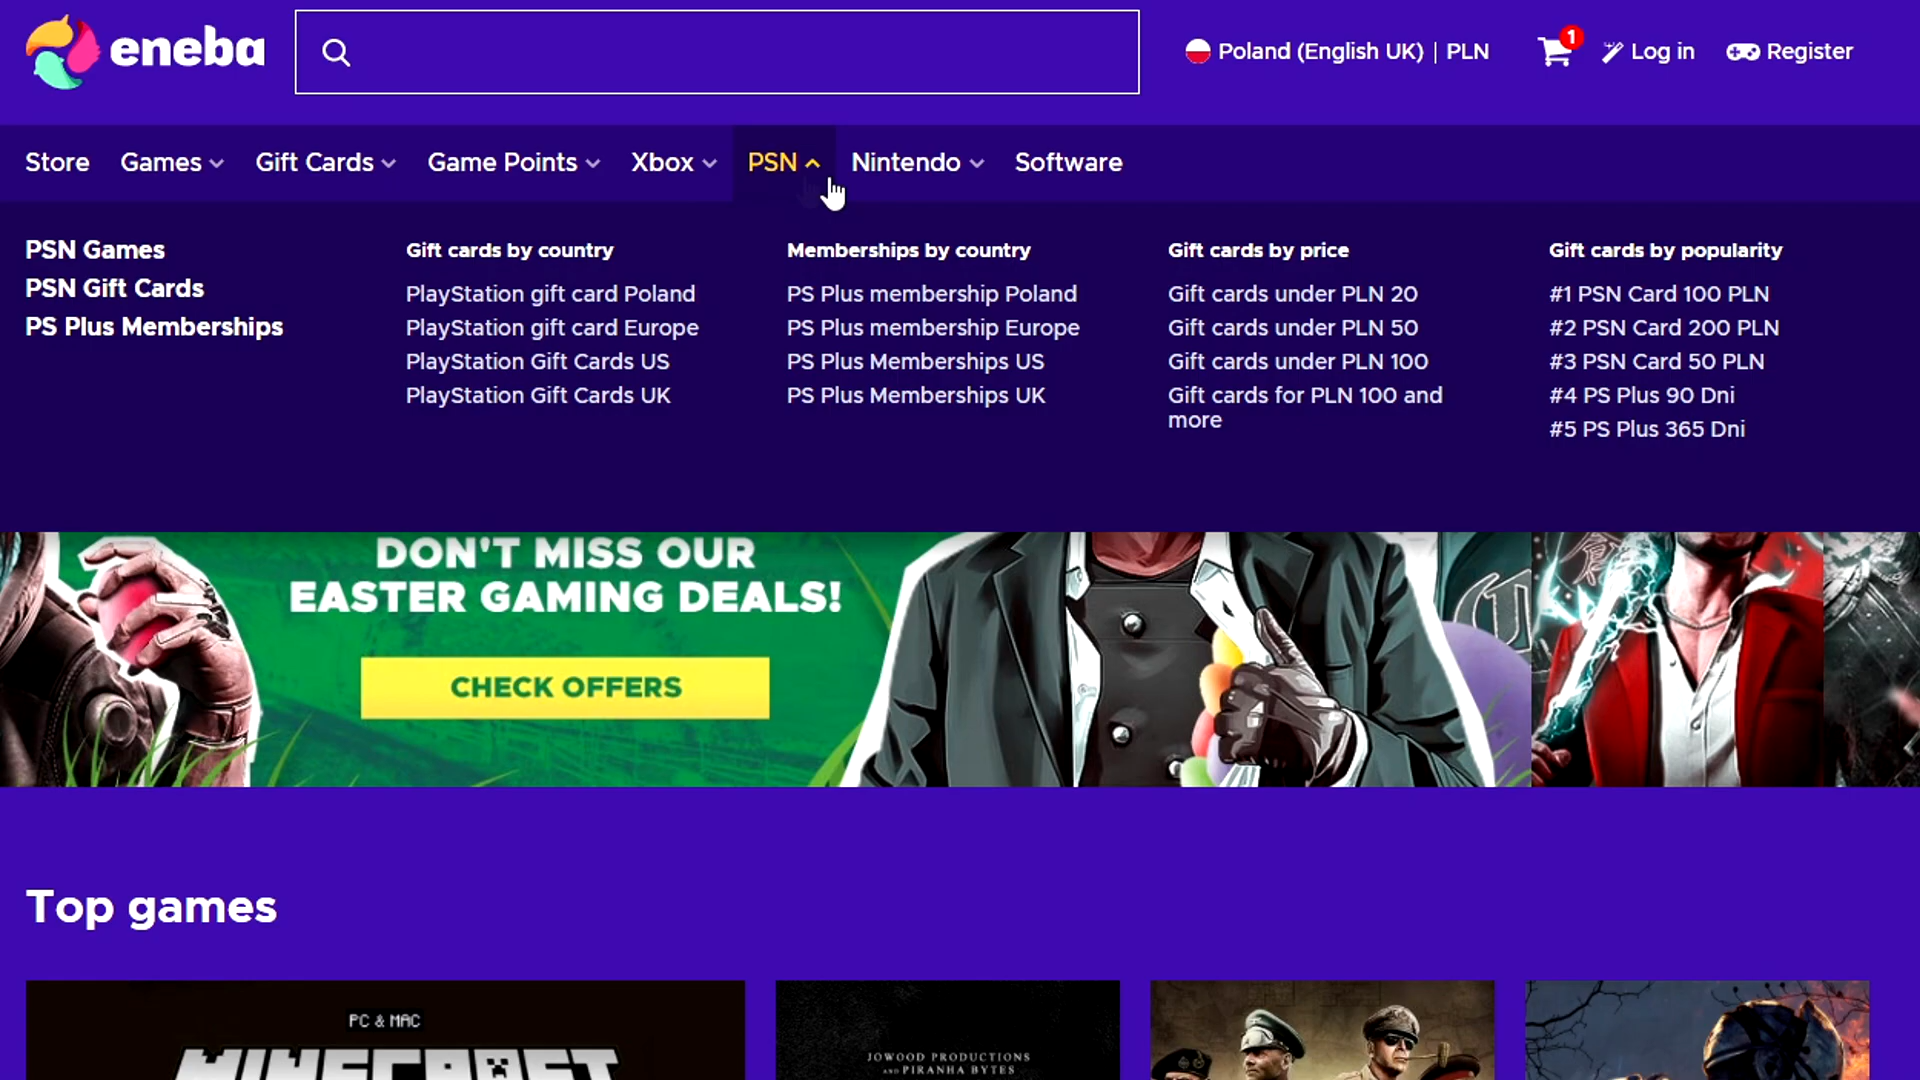 eneba
Poland (English UK) | PLN
1
Log in
Register
Store
Games
Gift Cards
Game Points
Xbox
PSN
Nintendo
Software
PSN Games
PSN Gift Cards
PS Plus Memberships
Gift cards by country
PlayStation gift card Poland
PlayStation gift card Europe
PlayStation Gift Cards US
PlayStation Gift Cards UK
Memberships by country
PS Plus membership Poland
PS Plus membership Europe
PS Plus Memberships US
PS Plus Memberships UK
Gift cards by price
Gift cards under PLN 20
Gift cards under PLN 50
Gift cards under PLN 100
Gift cards for PLN 100 and
more
Gift cards by popularity
#1 PSN Card 100 PLN
#2 PSN Card 200 PLN
#3 PSN Card 50 PLN
#4 PS Plus 90 Dni
#5 PS Plus 365 Dni
DON'T MISS OUR
EASTER GAMING DEALS!
CHECK OFFERS
Top games
PC & MAC
MINECRAFT
JOWOOD PRODUCTIONS
AND PIRANHA BYTES